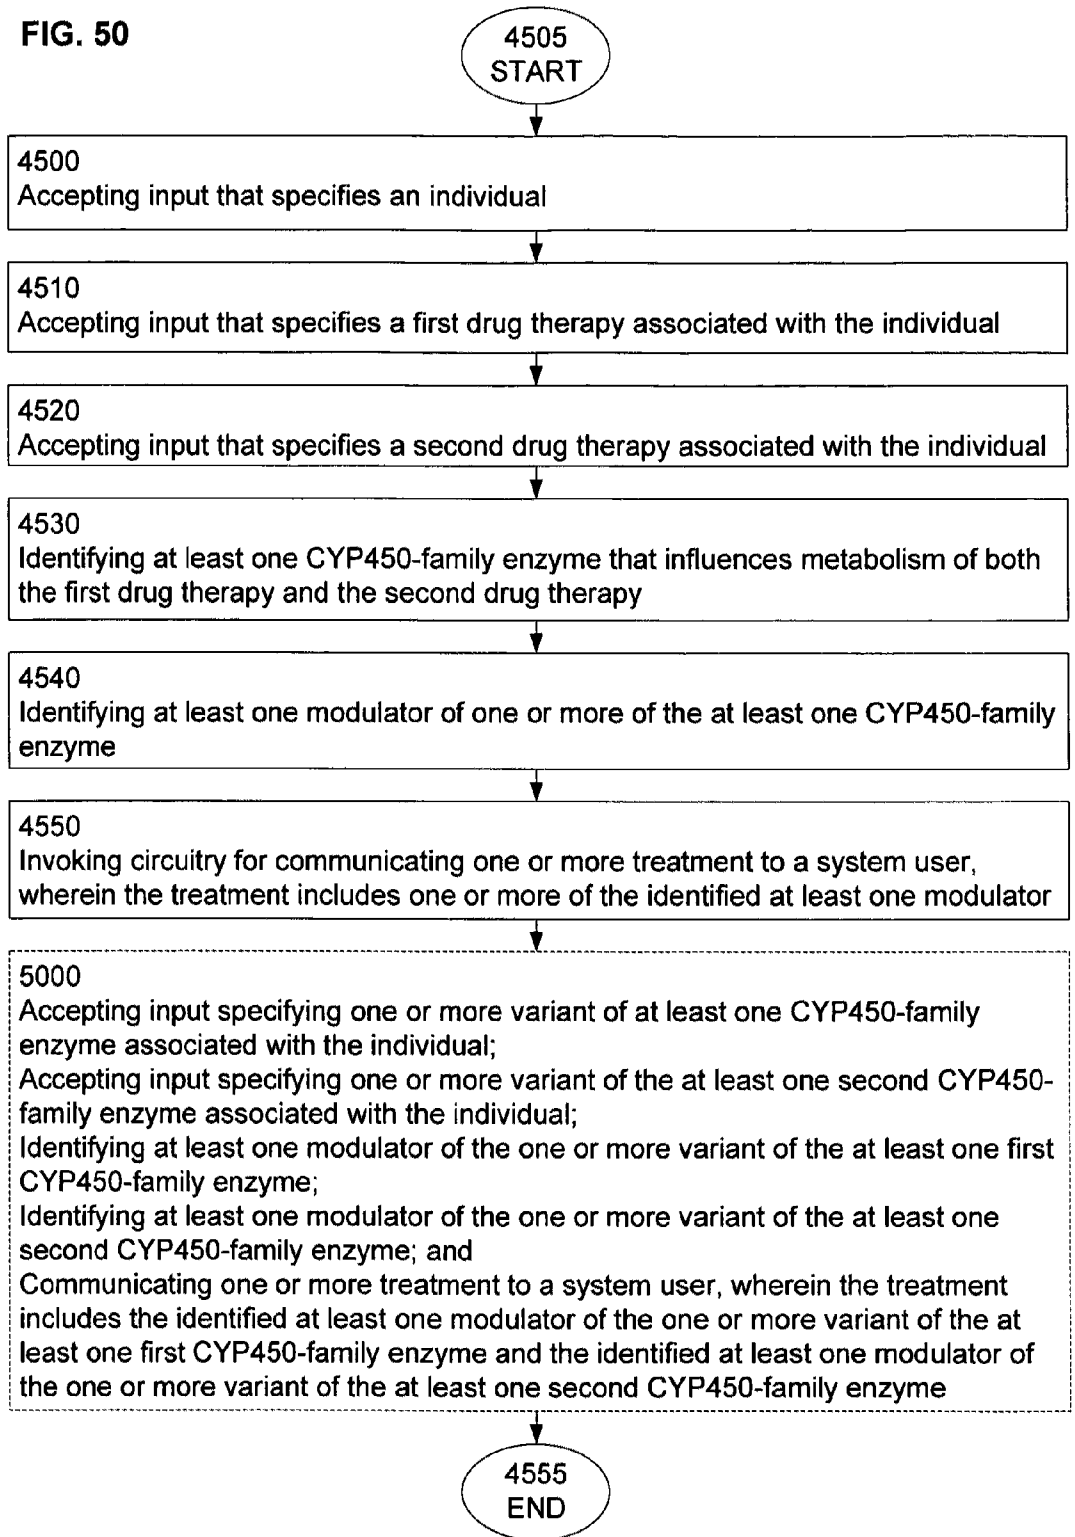 FIG. 50
4505
START
4500
Accepting input that specifies an individual
4510
Accepting input that specifies a first drug therapy associated with the individual
4520
Accepting input that specifies a second drug therapy associated with the individual
4530
Identifying at least one CYP450-family enzyme that influences metabolism of both
the first drug therapy and the second drug therapy
4540
Identifying at least one modulator of one or more of the at least one CYP450-family
enzyme
4550
Invoking circuitry for communicating one or more treatment to a system user,
wherein the treatment includes one or more of the identified at least one modulator
5000
Accepting input specifying one or more variant of at least one CYP450-family
enzyme associated with the individual;
Accepting input specifying one or more variant of the at least one second CYP450-
family enzyme associated with the individual;
Identifying at least one modulator of the one or more variant of the at least one first
CYP450-family enzyme;
Identifying at least one modulator of the one or more variant of the at least one
second CYP450-family enzyme; and
Communicating one or more treatment to a system user, wherein the treatment
includes the identified at least one modulator of the one or more variant of the at
least one first CYP450-family enzyme and the identified at least one modulator of
the one or more variant of the at least one second CYP450-family enzyme
4555
END